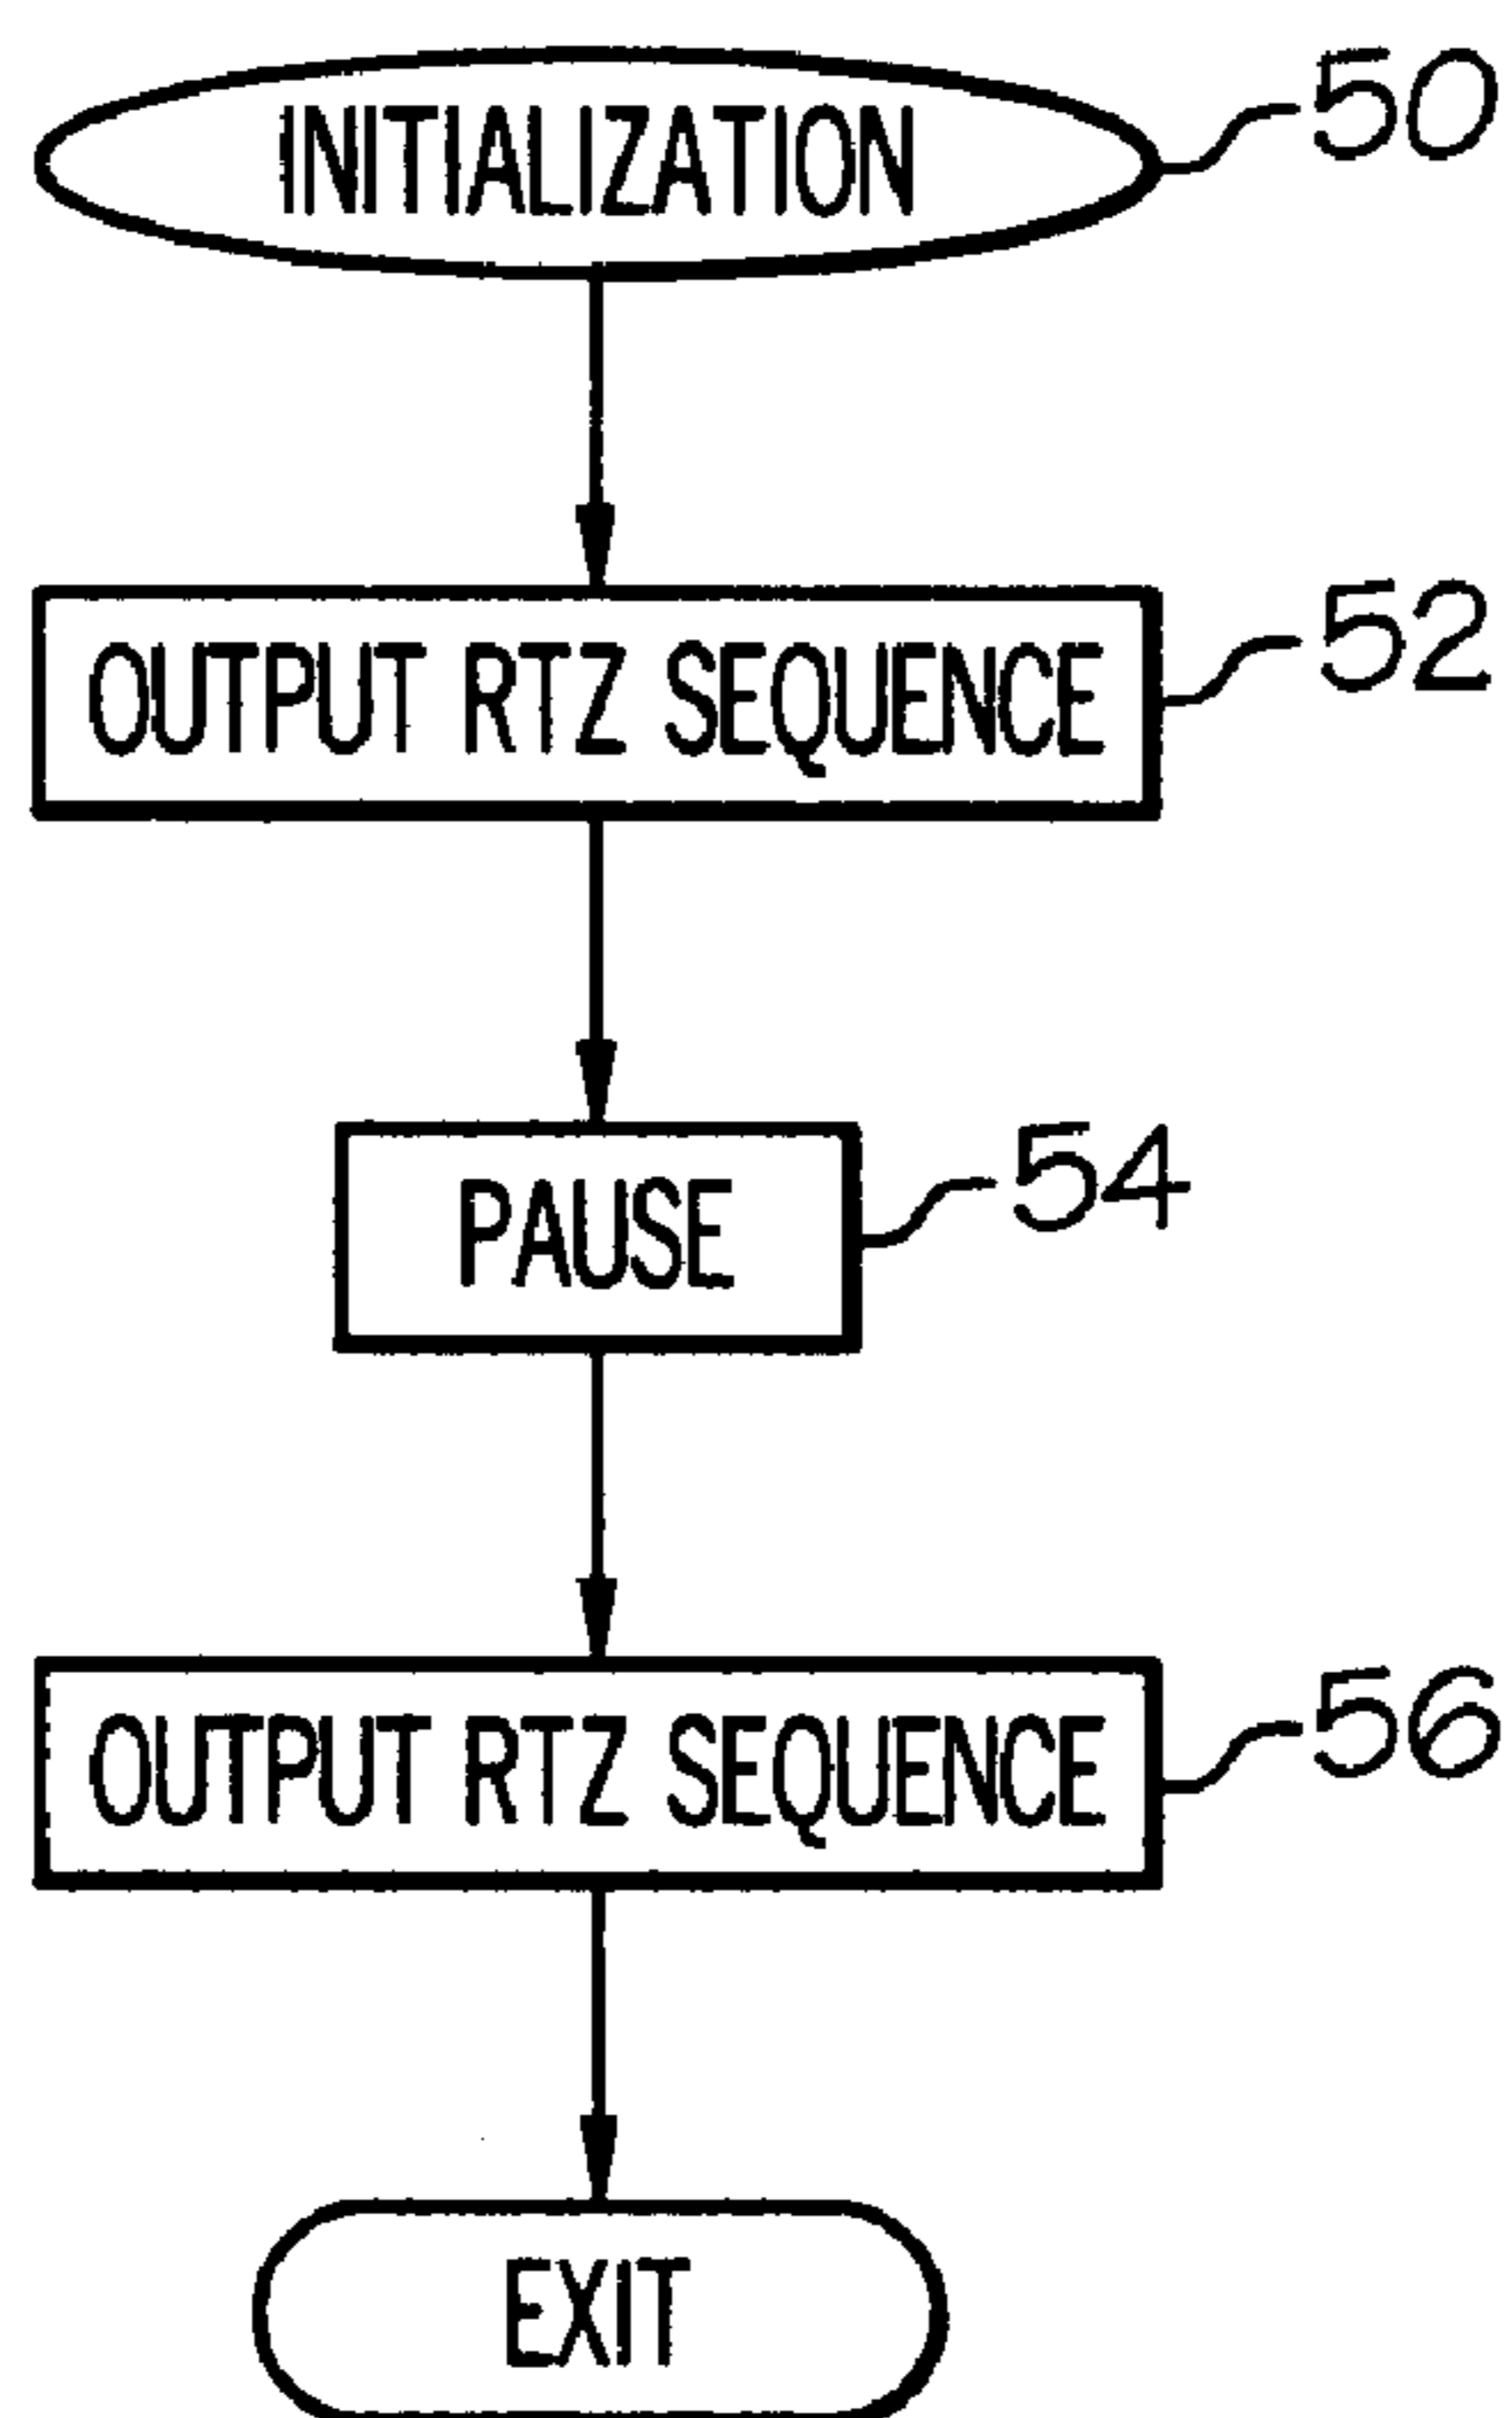 INITIALIZATION 50
OUTPUT RTZ SEQUENCE 52
PAUSE 54
OUTPUT RTZ SEQUENCE 56
EXIT